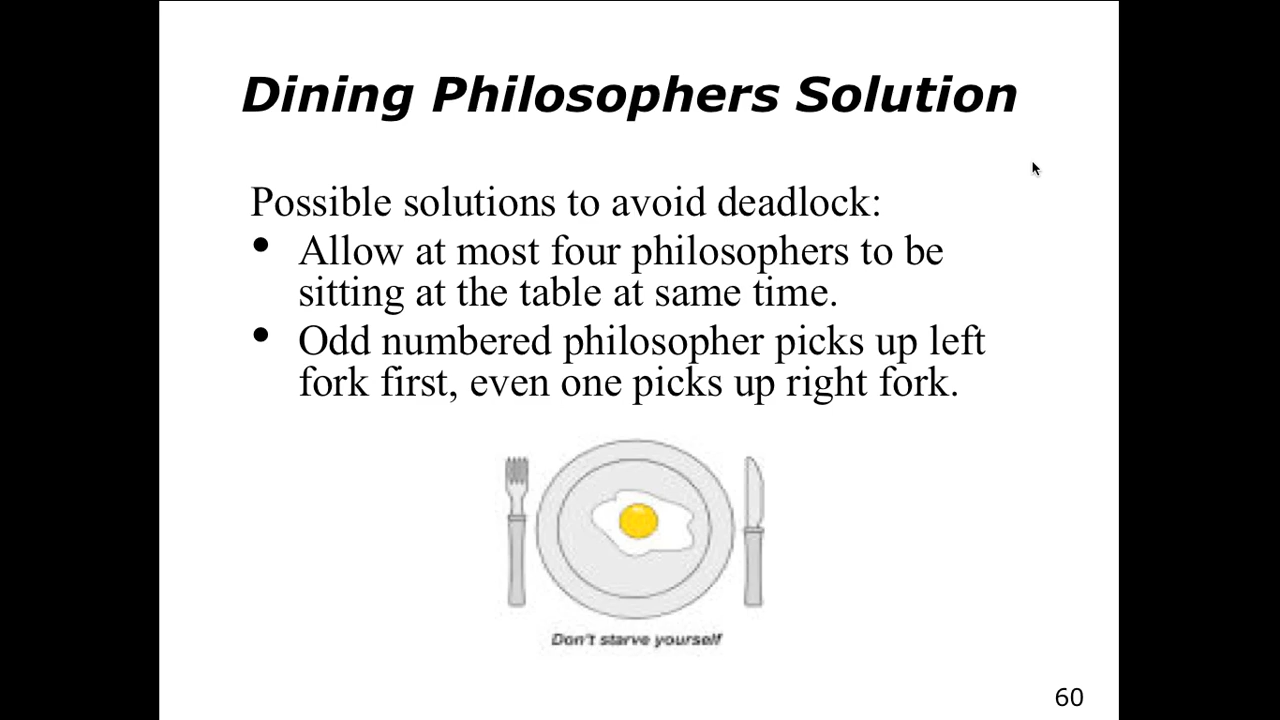 Dining Philosophers Solution
Possible solutions to avoid deadlock:
• Allow at most four philosophers to be
sitting at the table at same time.
• Odd numbered philosopher picks up left
fork first, even one picks up right fork.
Don't starve yourself
60